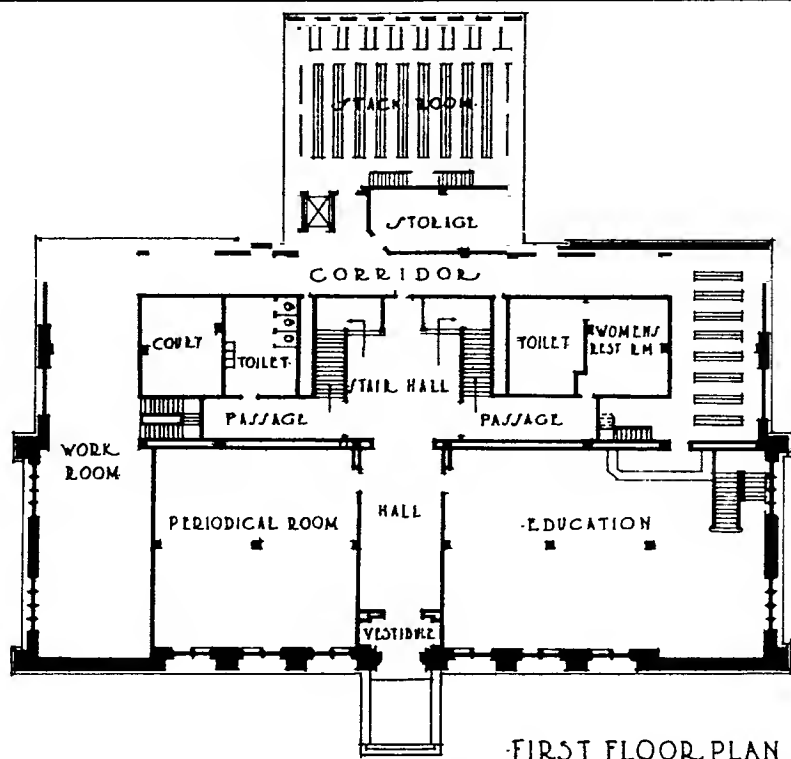 STACK ROOM
STORAGE
CORRIDOR
COURT
TOILET
STAIR HALL
TOILET
WOMENS
REST RM
PASSAGE
PASSAGE
WORK
ROOM
PERIODICAL ROOM
HALL
EDUCATION
VESTIBULE
FIRST FLOOR PLAN